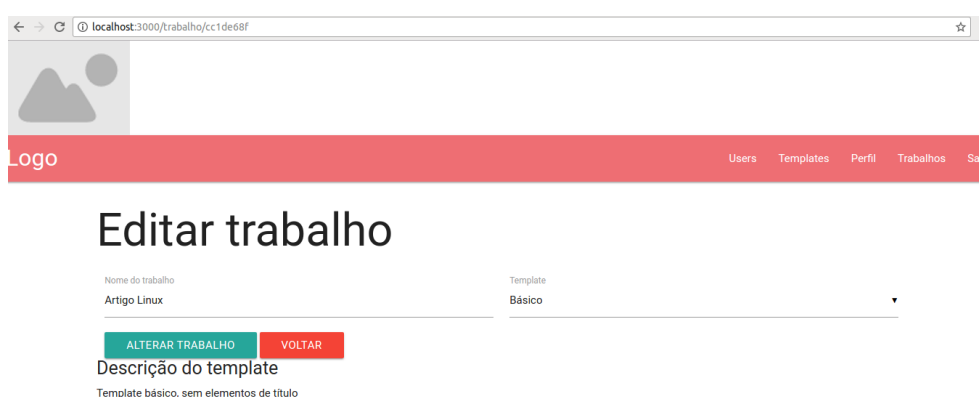 localhost:3000/trabalho/cc1de68f
Logo
Users Templates Perfil Trabalhos Sa
Editar trabalho
Nome do trabalho Template
Artigo Linux Básico
ALTERAR TRABALHO VOLTAR
Descrição do template
Template básico, sem elementos de título